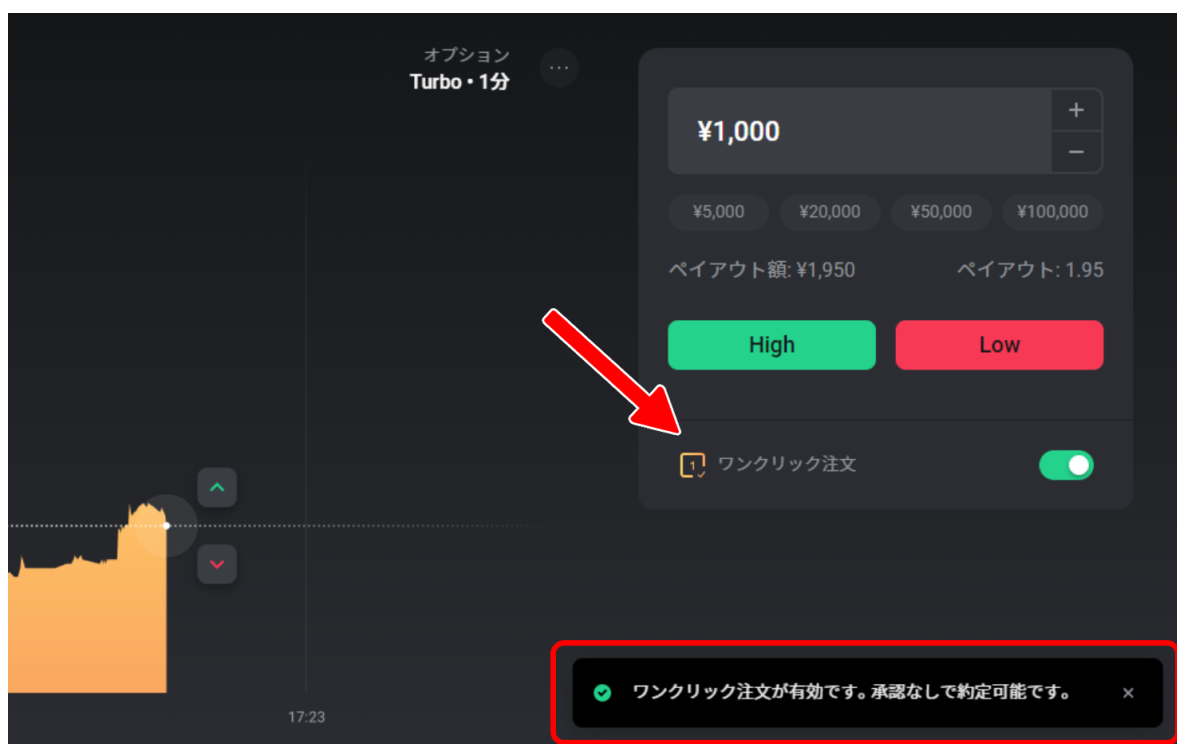 オプション
Turbo • 1分
...
¥1,000
+
−
¥5,000 ¥20,000 ¥50,000 ¥100,000
ペイアウト額: ¥1,950 ペイアウト: 1.95
High Low
1 ワンクリック注文
17:23
ワンクリック注文が有効です。承認なしで約定可能です。 ×